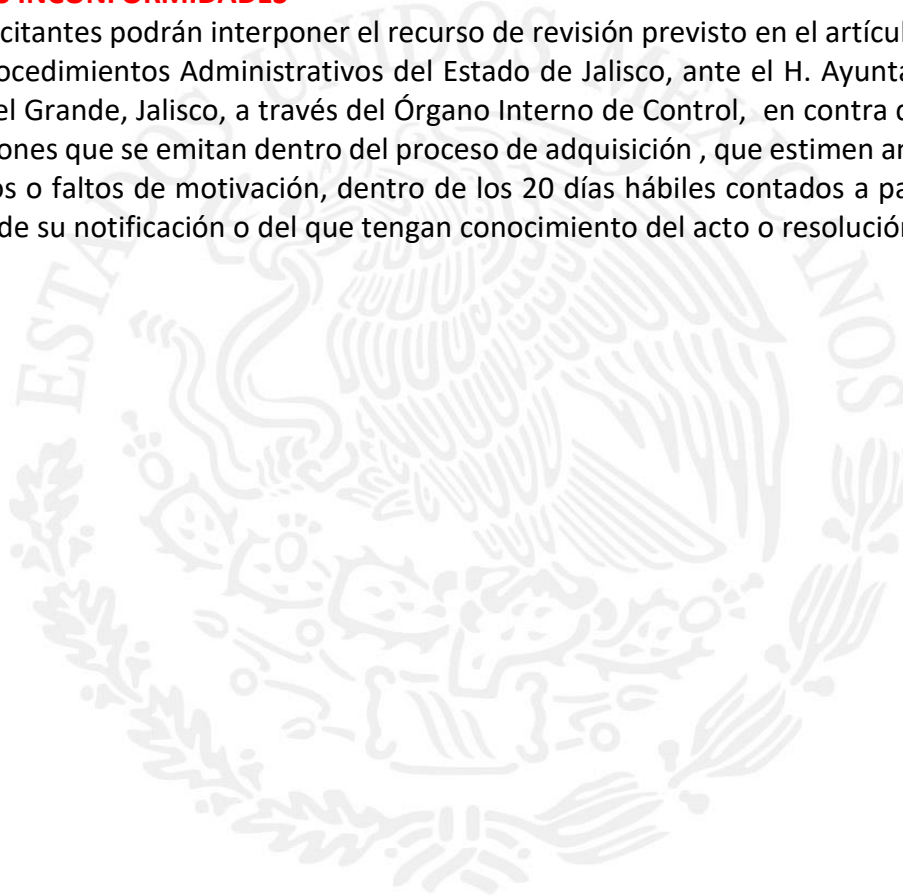 INCONFORMIDADES
citantes podrán interponer el recurso de revisión previsto en el artícul
ocedimientos Administrativos del Estado de Jalisco, ante el H. Ayunta
el Grande, Jalisco, a través del Órgano Interno de Control, en contra
ones que se emitan dentro del proceso de adquisición , que estimen
os o faltos de motivación, dentro de los 20 días hábiles contados a
de su notificación o del que tengan conocimiento del acto o resolución
ESTADOS UNIDOS MEXICANOS